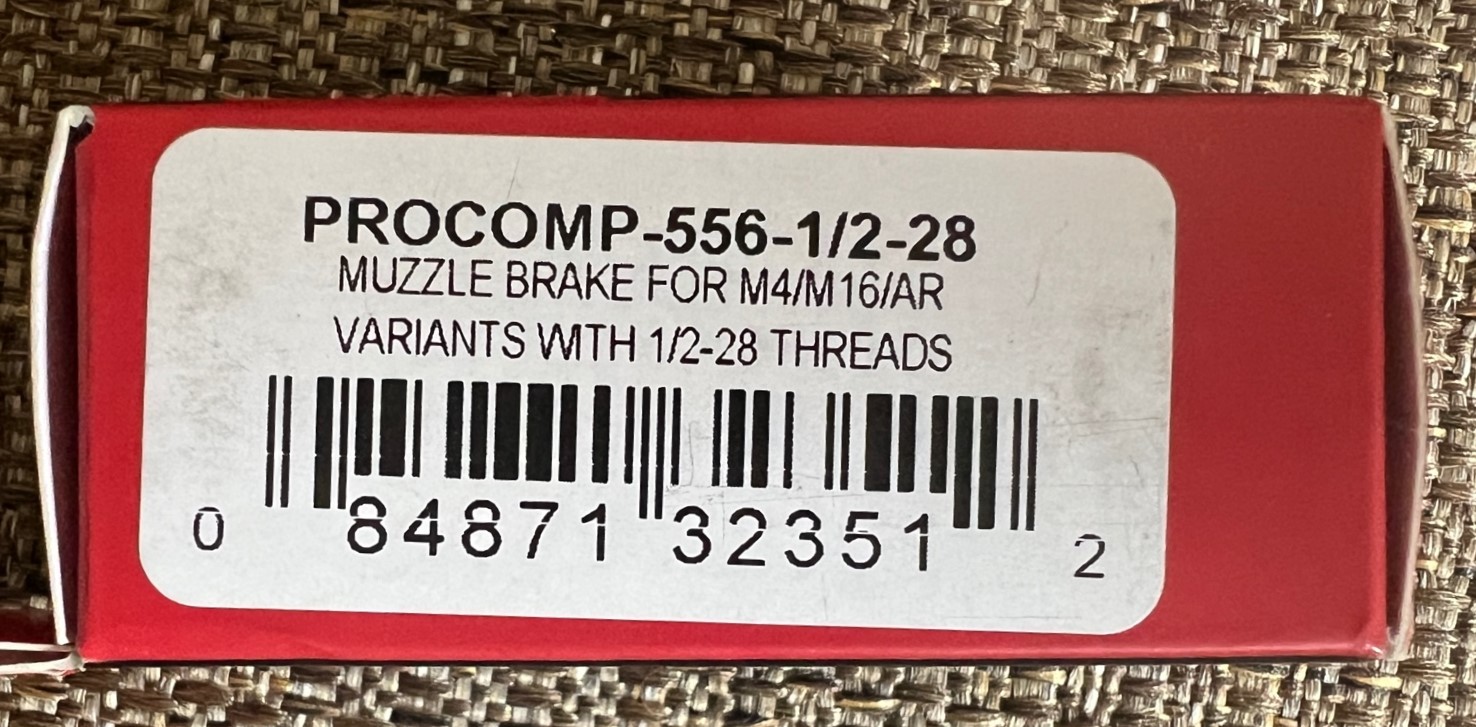 PROCOMP-556-1/2-28
MUZZLE BRAKE FOR M4/M16/AR
VARIANTS WITH 1/2-28 THREADS
0 84871 32351 2